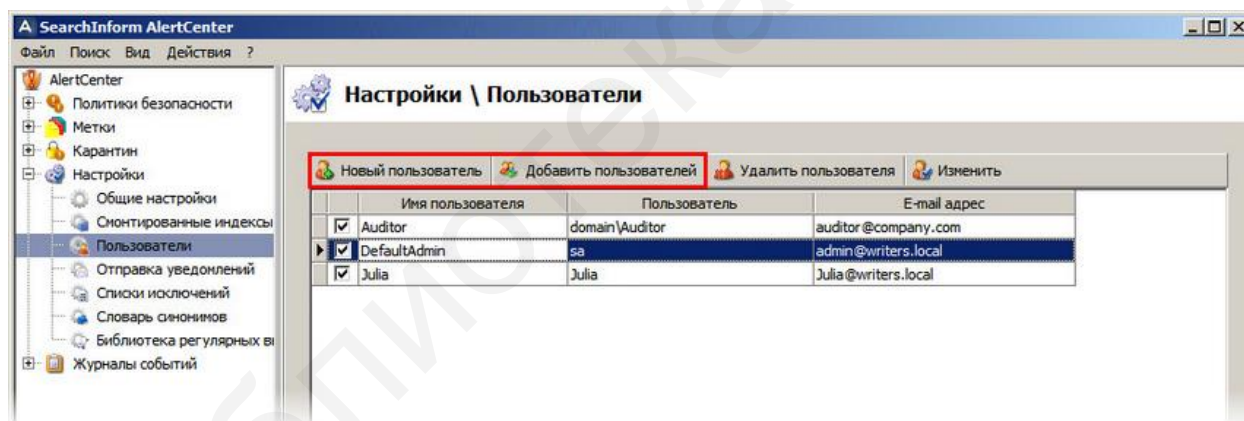 SearchInform AlertCenter
Файл Поиск Вид Действия ?
AlertCenter
Политики безопасности
Метки
Карантин
Настройки
Общие настройки
Смонтированные индексы
Пользователи
Отправка уведомлений
Списки исключений
Словарь синонимов
Библиотека регулярных
Журналы событий
Настройки \ Пользователи
Новый пользователь Добавить пользователей Удалить пользователя Изменить
Имя пользователя Пользователь E-mail адрес
Auditor domain\Auditor auditor@company.com
DefaultAdmin sa admin@writers.local
Julia Julia Julia@writers.local